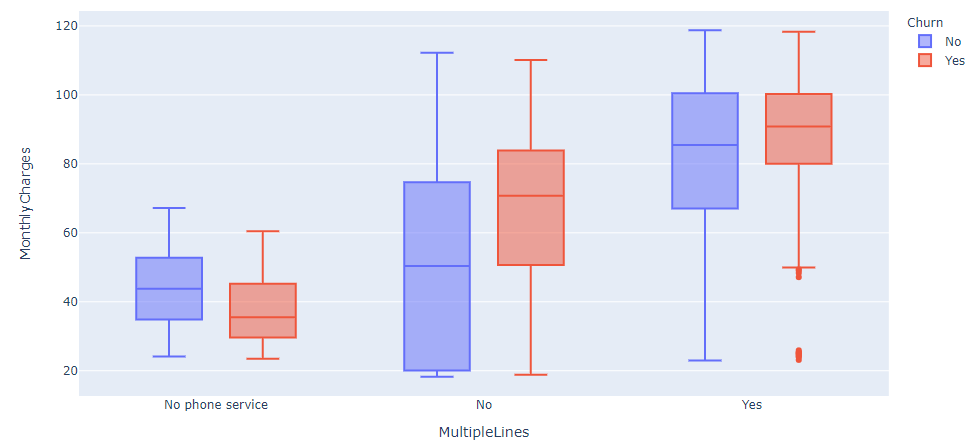 Churn
No
Yes
120
100
80
60
40
20
MonthlyCharges
No phone service
No
Yes
MultipleLines